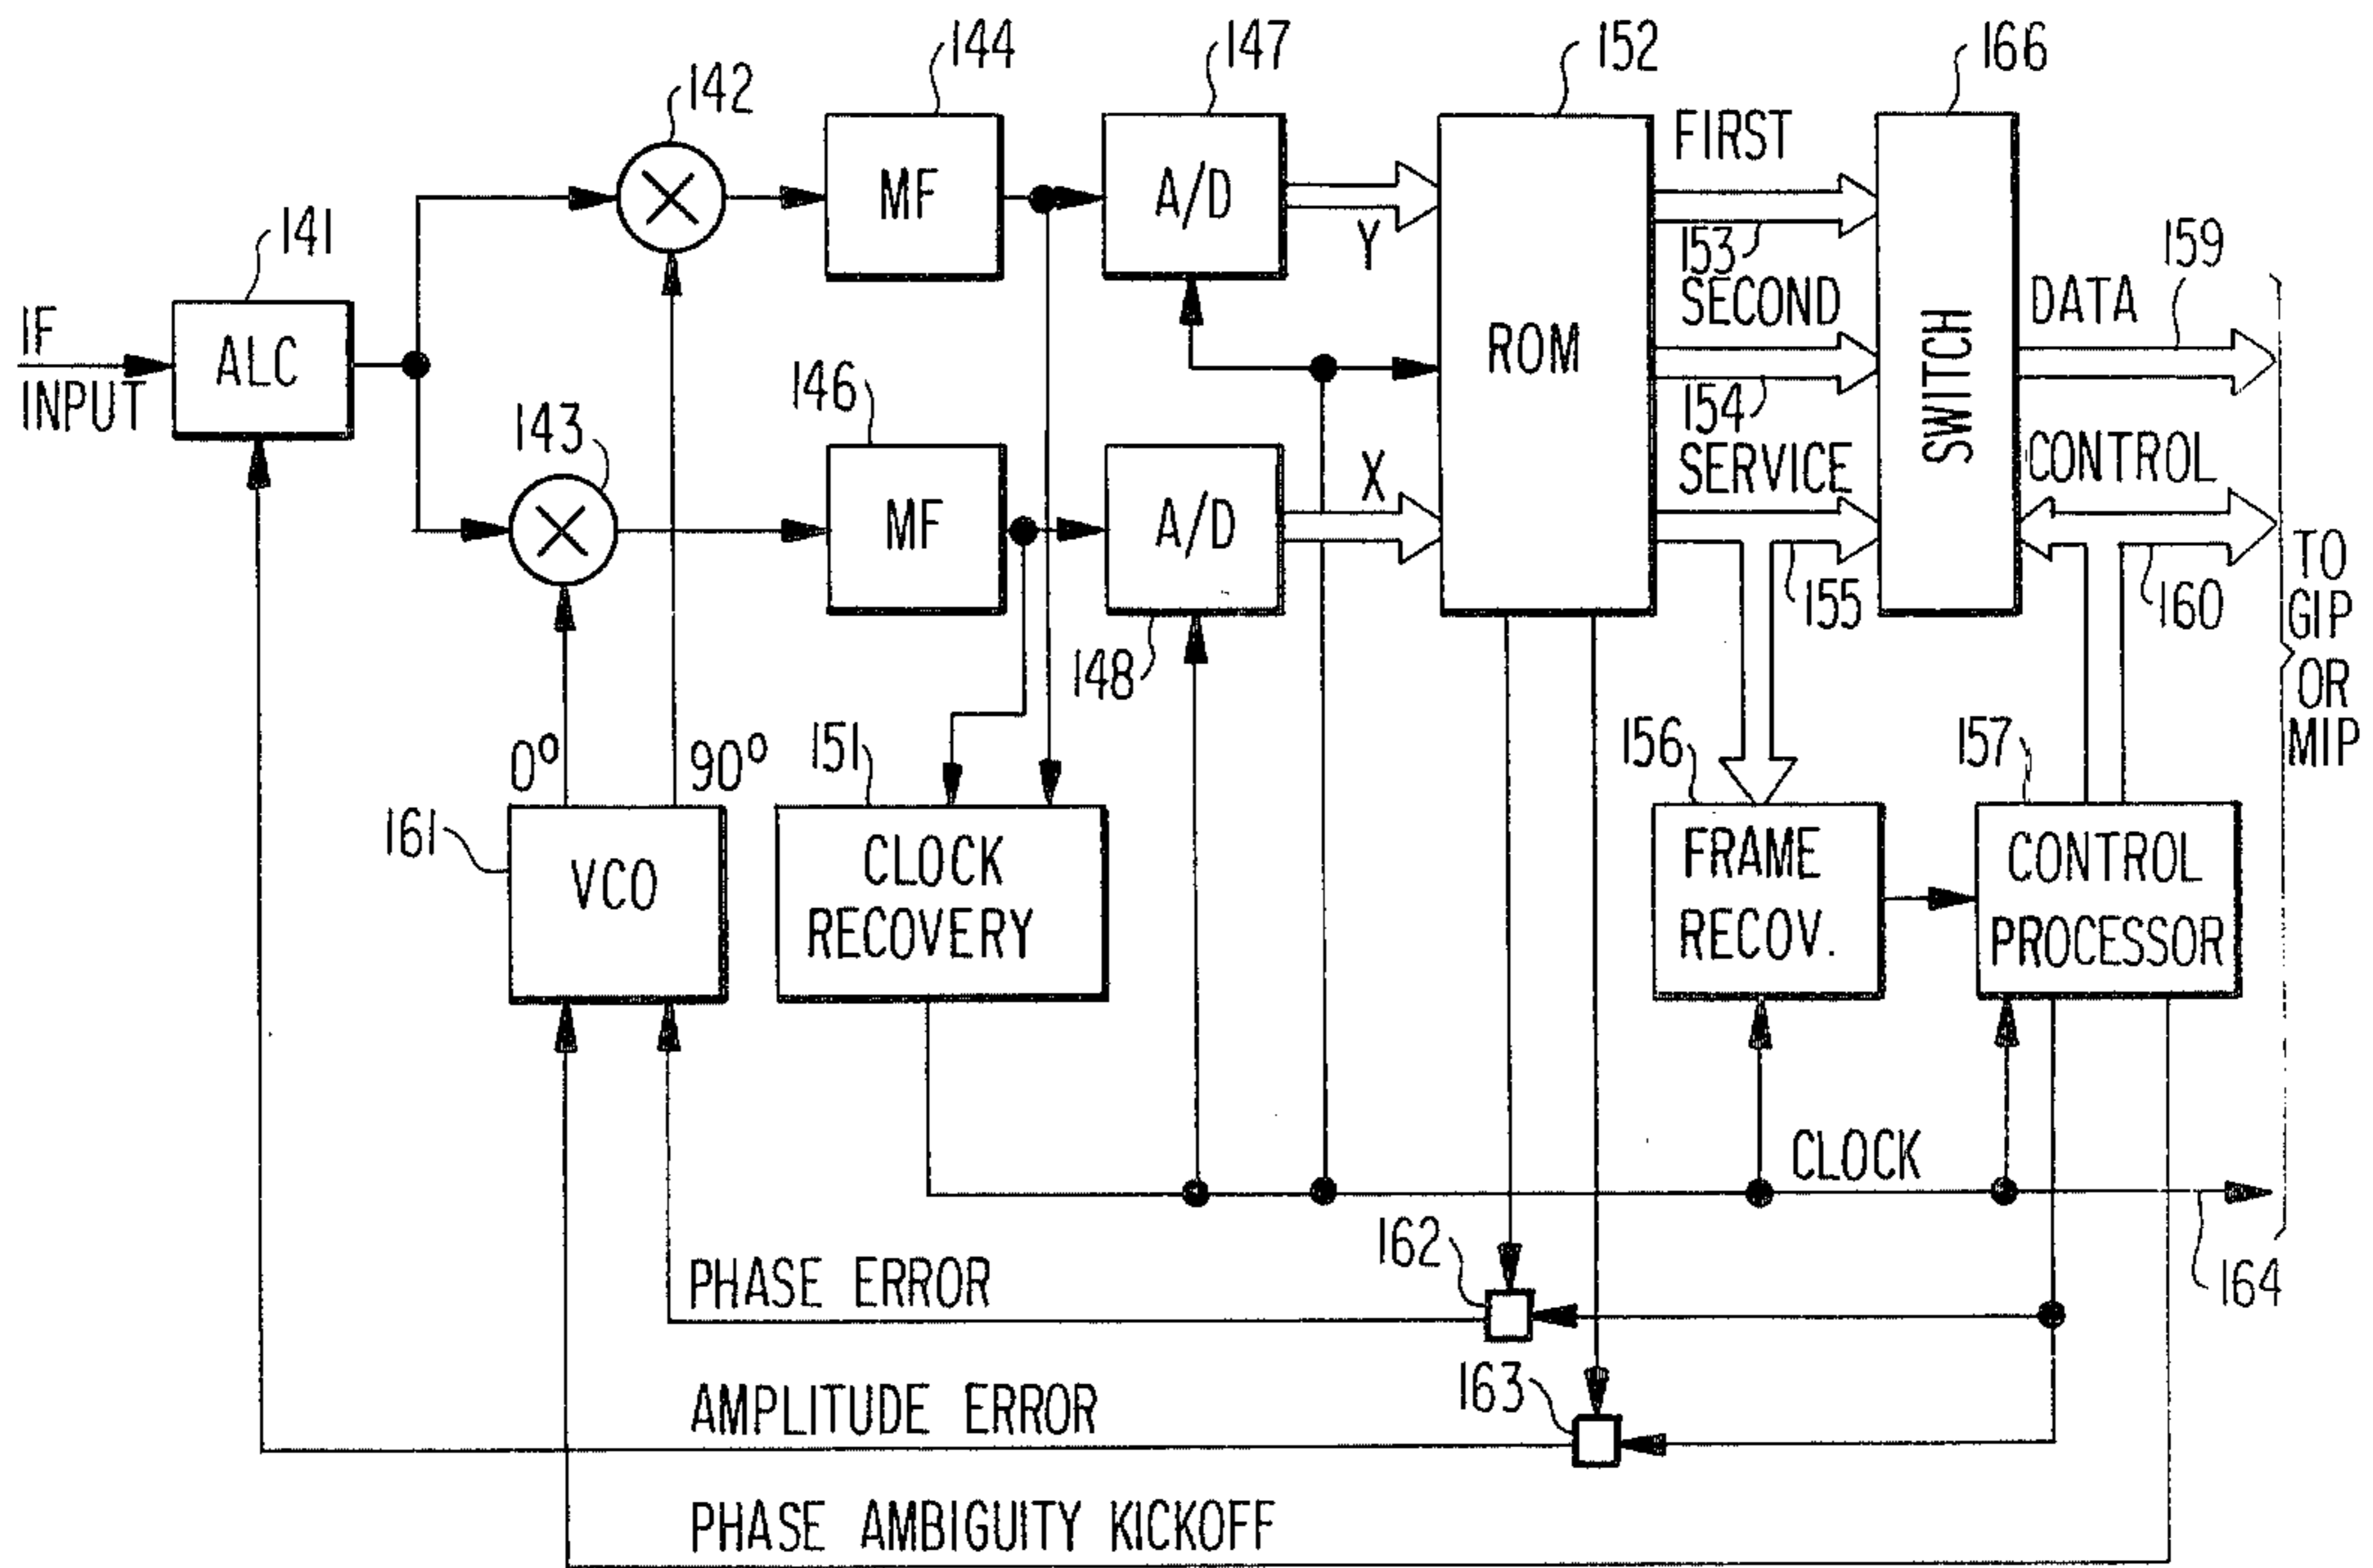 144
147
152
166
142
FIRST
MF
A/D
141
Y
153
159
IF
INPUT
ALC
SECOND
DATA
ROM
SWITCH
146
154
143
SERVICE
CONTROL
X
MF
A/D
155
160
TO
GIP
OR
MIP
148
0°
90°
151
156
157
161
VCO
CLOCK
RECOVERY
FRAME
RECOV.
CONTROL
PROCESSOR
CLOCK
162
164
PHASE ERROR
163
AMPLITUDE ERROR
PHASE AMBIGUITY KICKOFF